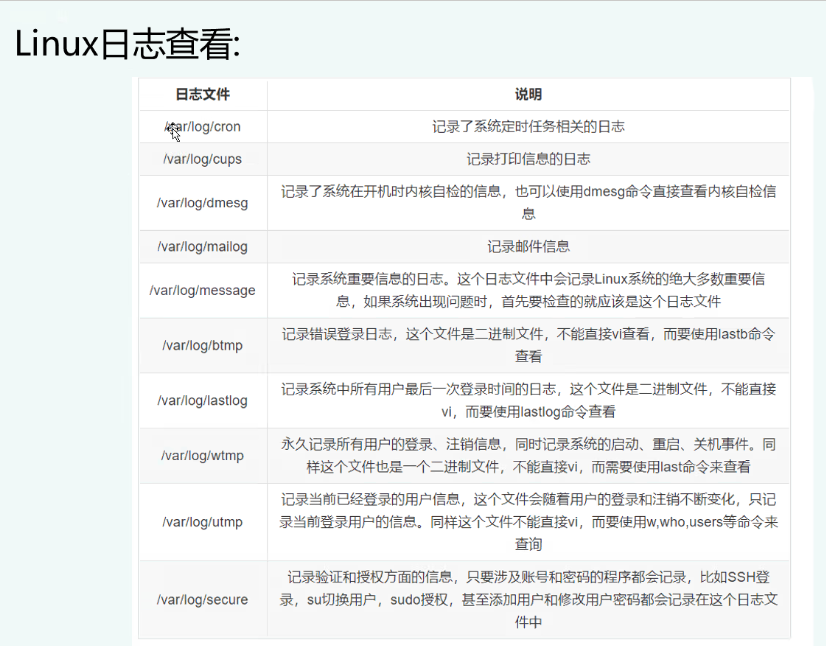 Linux日志查看:
日志文件 说明
/var/log/cron 记录了系统定时任务相关的日志
/var/log/cups 记录打印信息的日志
/var/log/dmesg 记录了系统在开机时内核自检的信息，也可以使用dmesg命令直接查看内核自检信
息
/var/log/mailog 记录邮件信息
/var/log/message 记录系统重要信息的日志。这个日志文件中会记录Linux系统的绝大多数重要信
息，如果系统出现问题时，首先要检查的就应该是这个日志文件
/var/log/btmp 记录错误登录日志，这个文件是二进制文件，不能直接vi查看，而要使用lastb命令
查看
/var/log/lastlog 记录系统中所有用户最后一次登录时间的日志，这个文件是二进制文件，不能直接
vi，而要使用lastlog命令查看
/var/log/wtmp 永久记录所有用户的登录、注销信息，同时记录系统的启动、重启、关机事件。同
样这个文件也是一个二进制文件，不能直接vi，而需要使用last命令来查看
/var/log/utmp 记录当前已经登录的用户信息，这个文件会随着用户的登录和注销不断变化，只记
录当前登录用户的信息。同样这个文件不能直接vi，而要使用w,who,users等命令来
查询
/var/log/secure 记录验证和授权方面的信息，只要涉及账号和密码的程序都会记录，比如SSH登
录，su切换用户，sudo授权，甚至添加用户和修改用户密码都会记录在这个日志文
件中